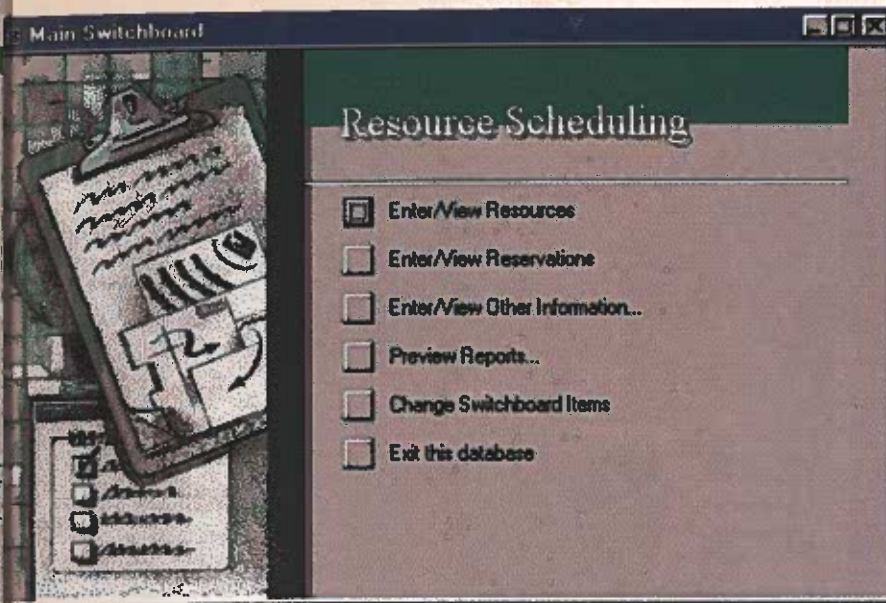 Main Switchboard
Resource Scheduling
Enter/View Resources
Enter/View Reservations
Enter/View Other Information...
Preview Reports...
Change Switchboard Items
Exit this database